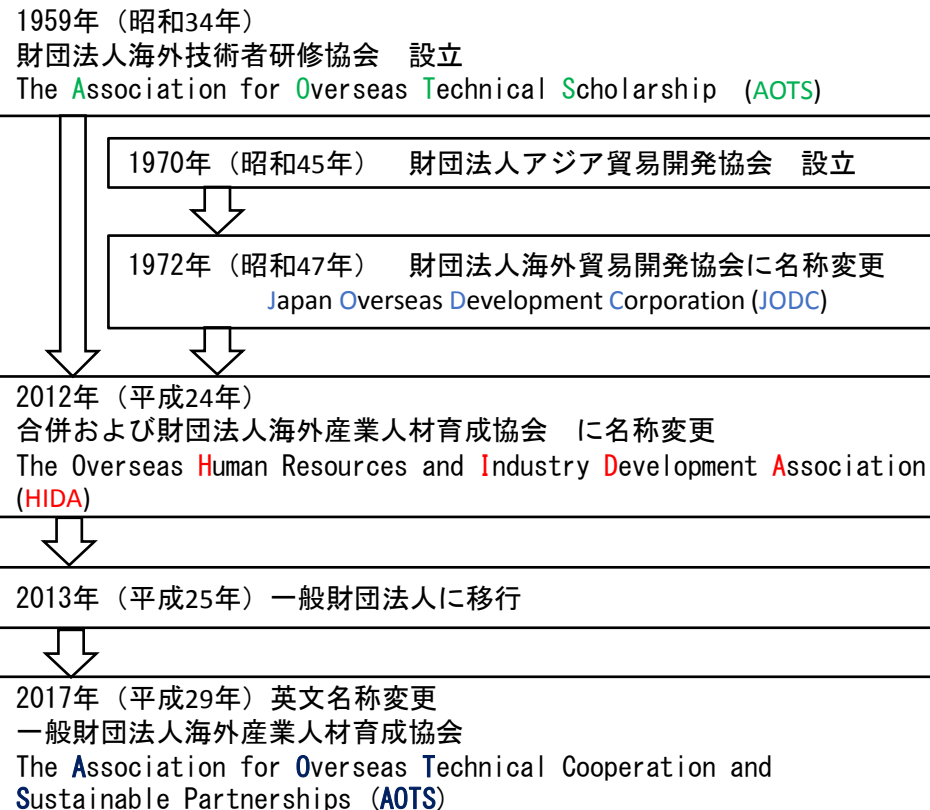 1959年（昭和34年）
財団法人海外技術者研修協会　設立
The Association for Overseas Technical Scholarship (AOTS)
1970年（昭和45年）　財団法人アジア貿易開発協会　設立
1972年（昭和47年）　財団法人海外貿易開発協会に名称変更
Japan Overseas Development Corporation (JODC)
2012年（平成24年）
合併および財団法人海外産業人材育成協会　に名称変更
The Overseas Human Resources and Industry Development Association
(HIDA)
2013年（平成25年）一般財団法人に移行
2017年（平成29年）英文名称変更
一般財団法人海外産業人材育成協会
The Association for Overseas Technical Cooperation and
Sustainable Partnerships (AOTS)